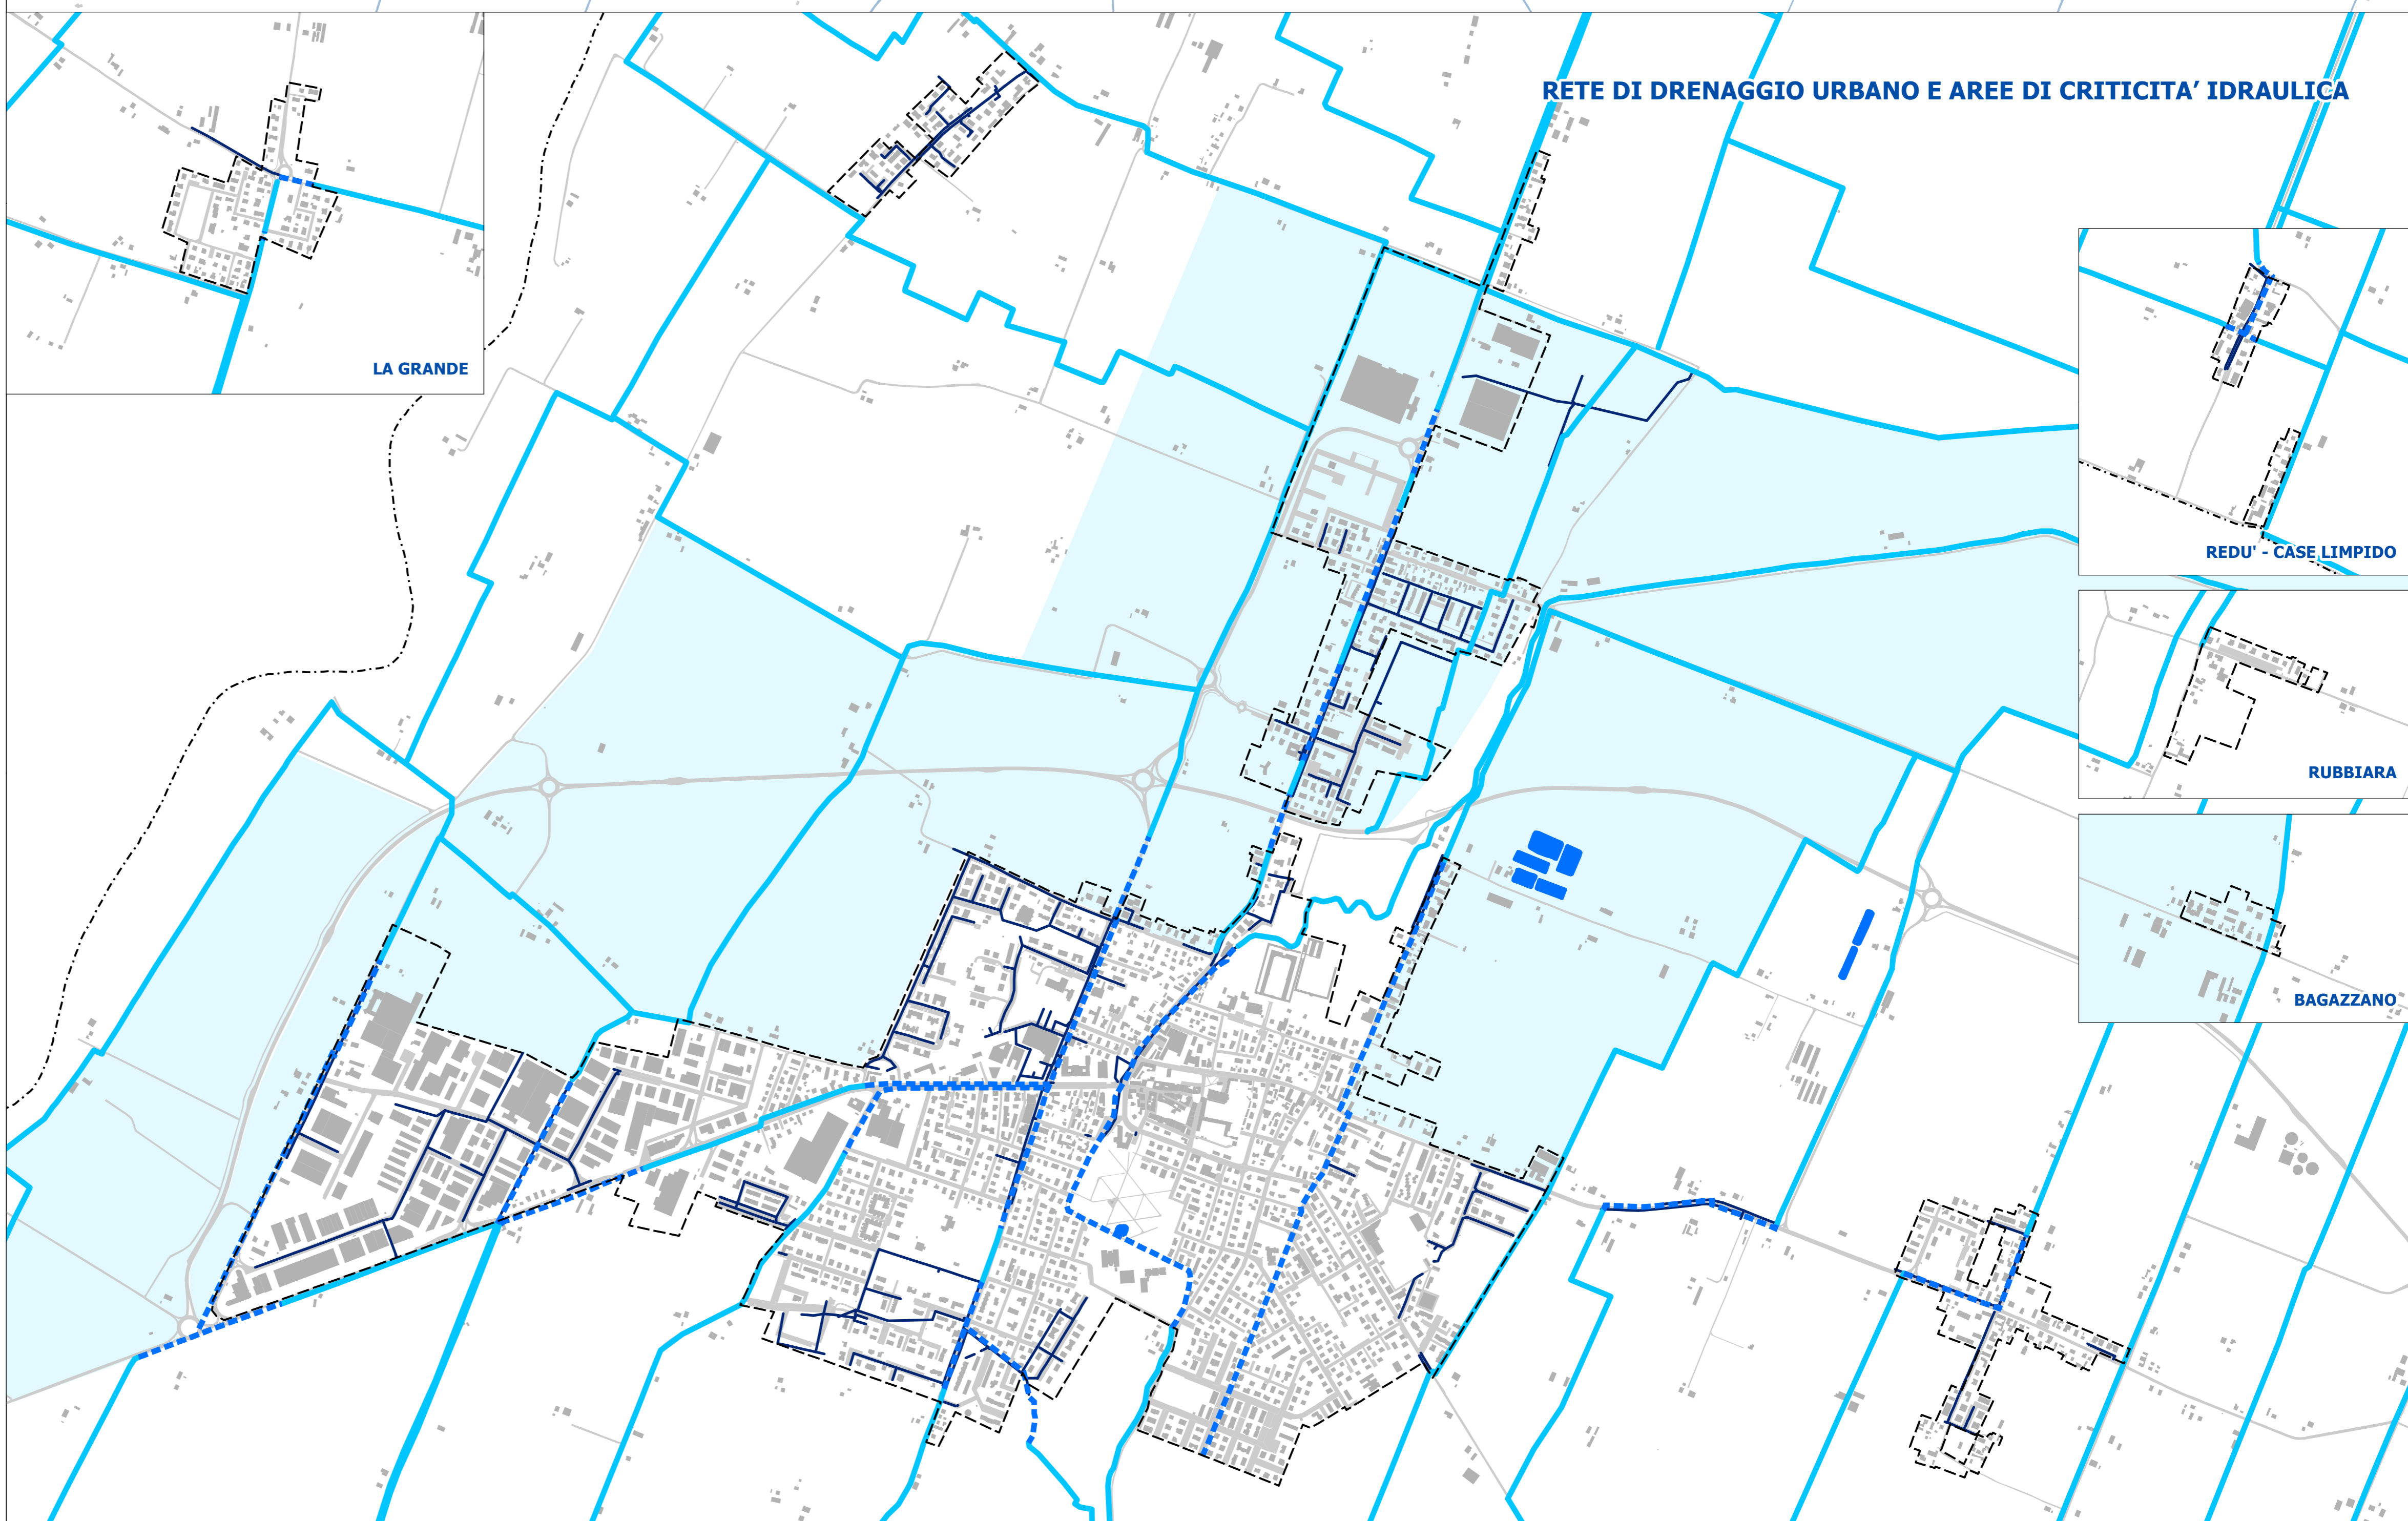 RETE DI DRENAGGIO URBANO E AREE DI CRITICITA’ IDRAULICA
LA GRANDE
REDU' - CASE LIMPIDO
RUBBIARA
BAGAZZANO